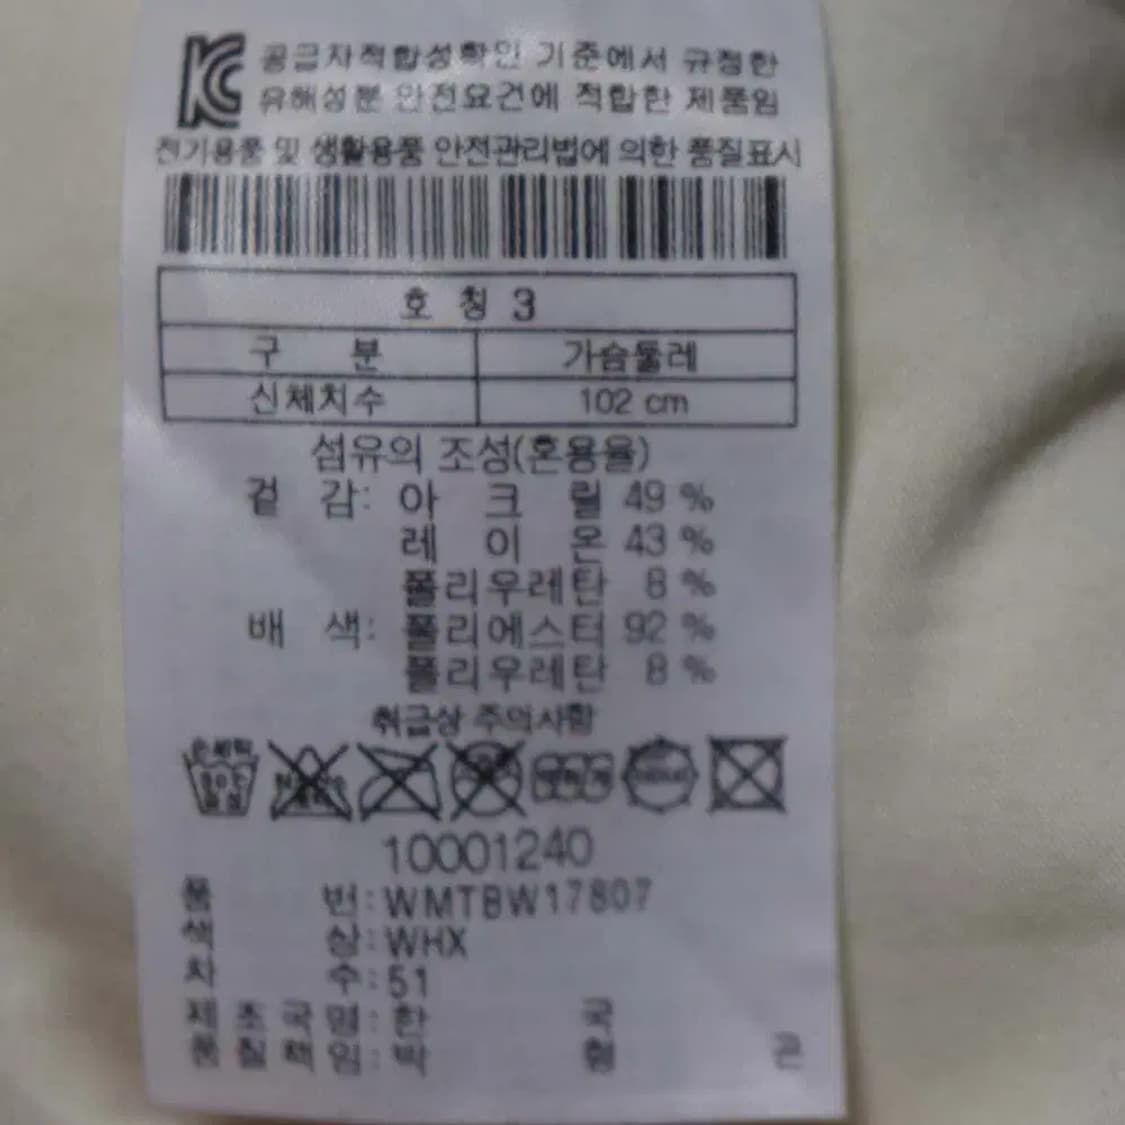 KC 공급자적합성확인 기준에서 규정한
유해성분 안전요건에 적합한 제품임
전기용품 및 생활용품 안전관리법에 의한 품질표시
호 칭 3
구 분 가슴둘레
신체치수 102 cm
섬유의 조성(혼용율)
겉 감: 아 크 릴 49 %
레 이 온 43 %
폴리우레탄 8 %
배 색: 폴리에스터 92 %
폴리우레탄 8 %
취급상 주의사항
손세탁
10001240
품 번: WMTBW17807
색 상: WHX
차 수: 51
제 조 국 명: 한 국
품 질 책 임: 박 형